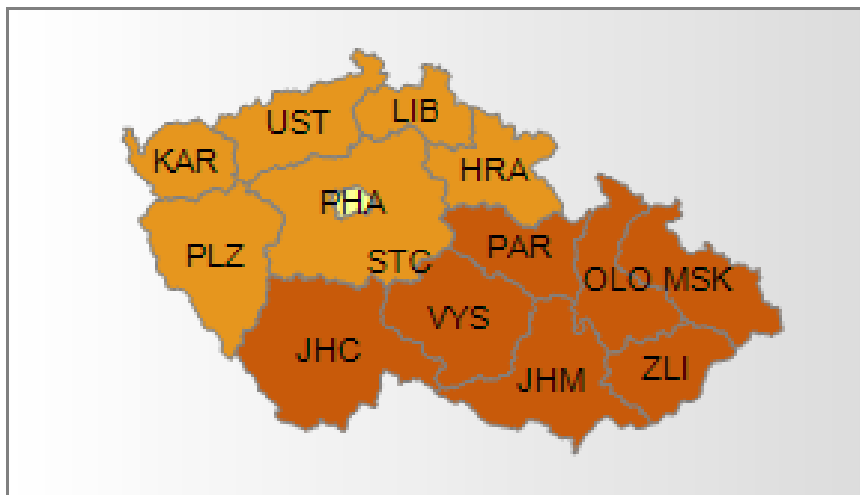 LIB
UST
KAR
HRA
PHA
PLZ
STC
PAR
OLO
MSK
VYS
JHC
ZLI
JHM